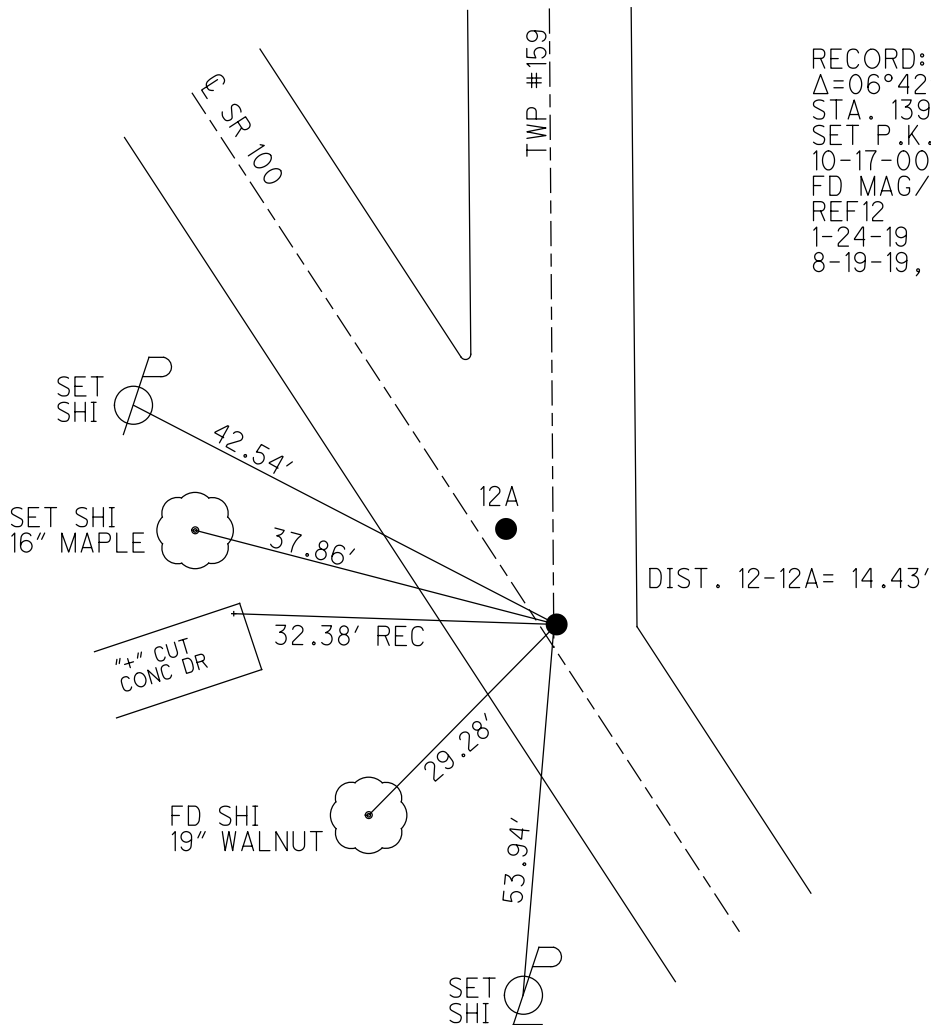 TWP #159
℄ SR 100
RECORD:
Δ=06°42
STA. 139
SET P.K.
10-17-00
FD MAG/
REF12
1-24-19
8-19-19,
SET
SHI
42.54'
12A
SET SHI
16" MAPLE
37.86'
DIST. 12-12A= 14.43'
32.38' REC
"+" CUT
CONC DR
29.28'
FD SHI
19" WALNUT
53.94'
SET
SHI